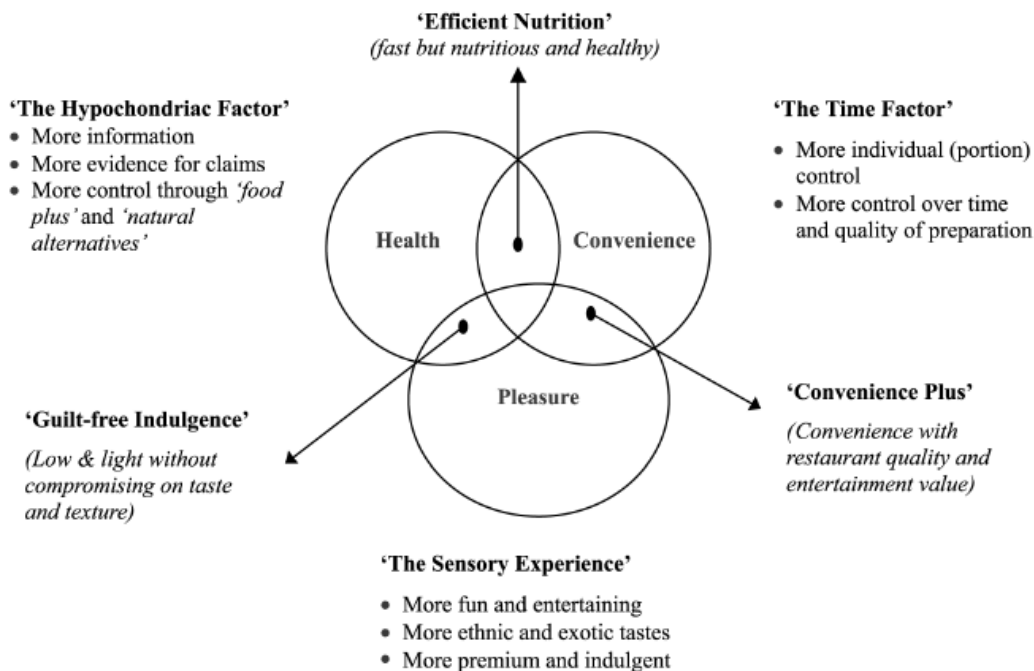 ‘Efficient Nutrition’
(fast but nutritious and healthy)
‘The Hypochondriac Factor’
• More information
• More evidence for claims
• More control through ‘food
plus’ and ‘natural
alternatives’
‘The Time Factor’
• More individual (portion)
control
• More control over time
and quality of preparation
Health
Convenience
Pleasure
‘Guilt-free Indulgence’
(Low & light without
compromising on taste
and texture)
‘Convenience Plus’
(Convenience with
restaurant quality and
entertainment value)
‘The Sensory Experience’
• More fun and entertaining
• More ethnic and exotic tastes
• More premium and indulgent